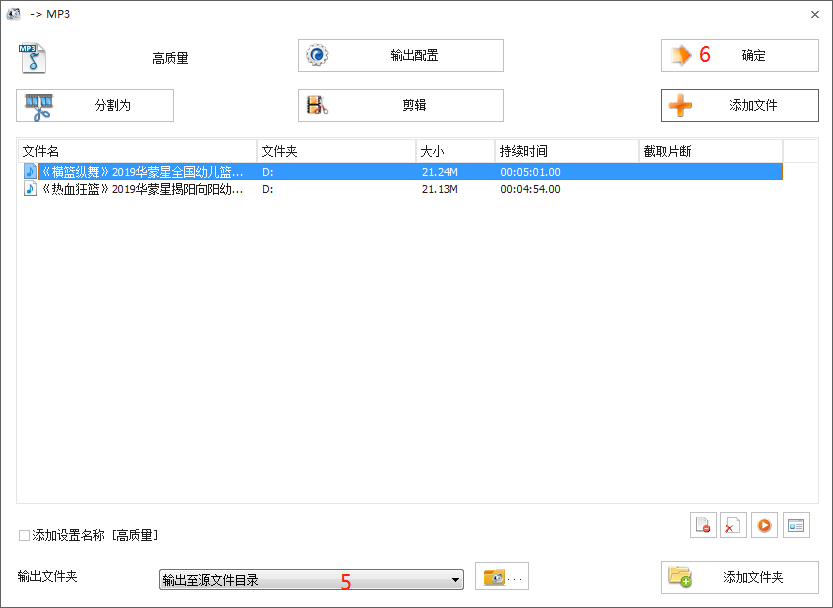 -> MP3
MP3
高质量
输出配置
6 确定
分割为
剪辑
添加文件
文件名 文件夹 大小 持续时间 截取片断
《横篮纵舞》2019华蒙星全国幼儿篮... D: 21.24M 00:05:01.00
《热血狂篮》2019华蒙星揭阳向阳幼... D: 21.13M 00:04:54.00
添加设置名称 [高质量]
输出文件夹 输出至源文件目录 5 ... 添加文件夹